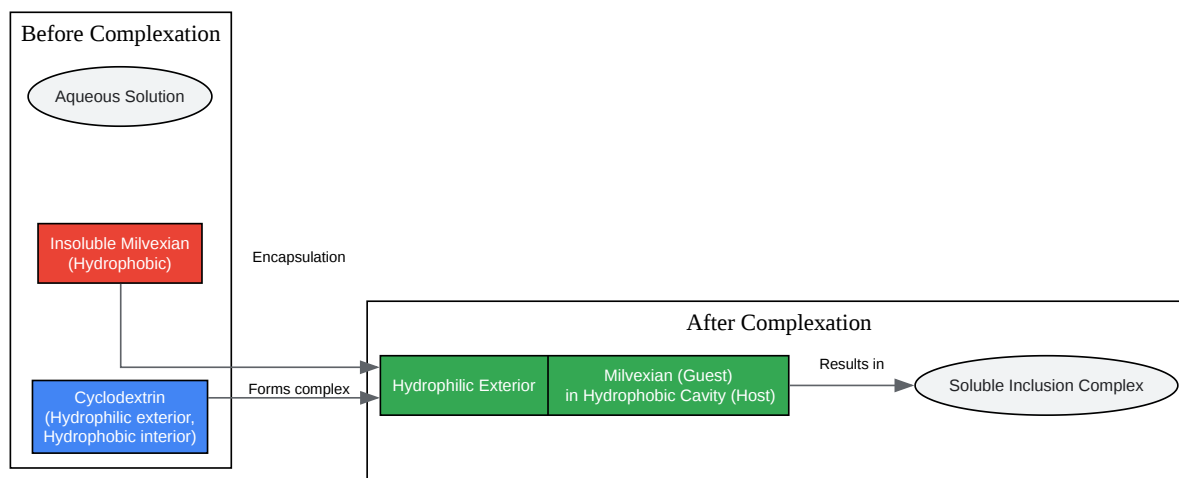 Before Complexation
Aqueous Solution
Insoluble Milvexian
(Hydrophobic)
Encapsulation
Cyclodextrin
(Hydrophilic exterior,
Hydrophobic interior)
Forms complex
After Complexation
Hydrophilic Exterior
Milvexian (Guest)
in Hydrophobic Cavity (Host)
Results in
Soluble Inclusion Complex